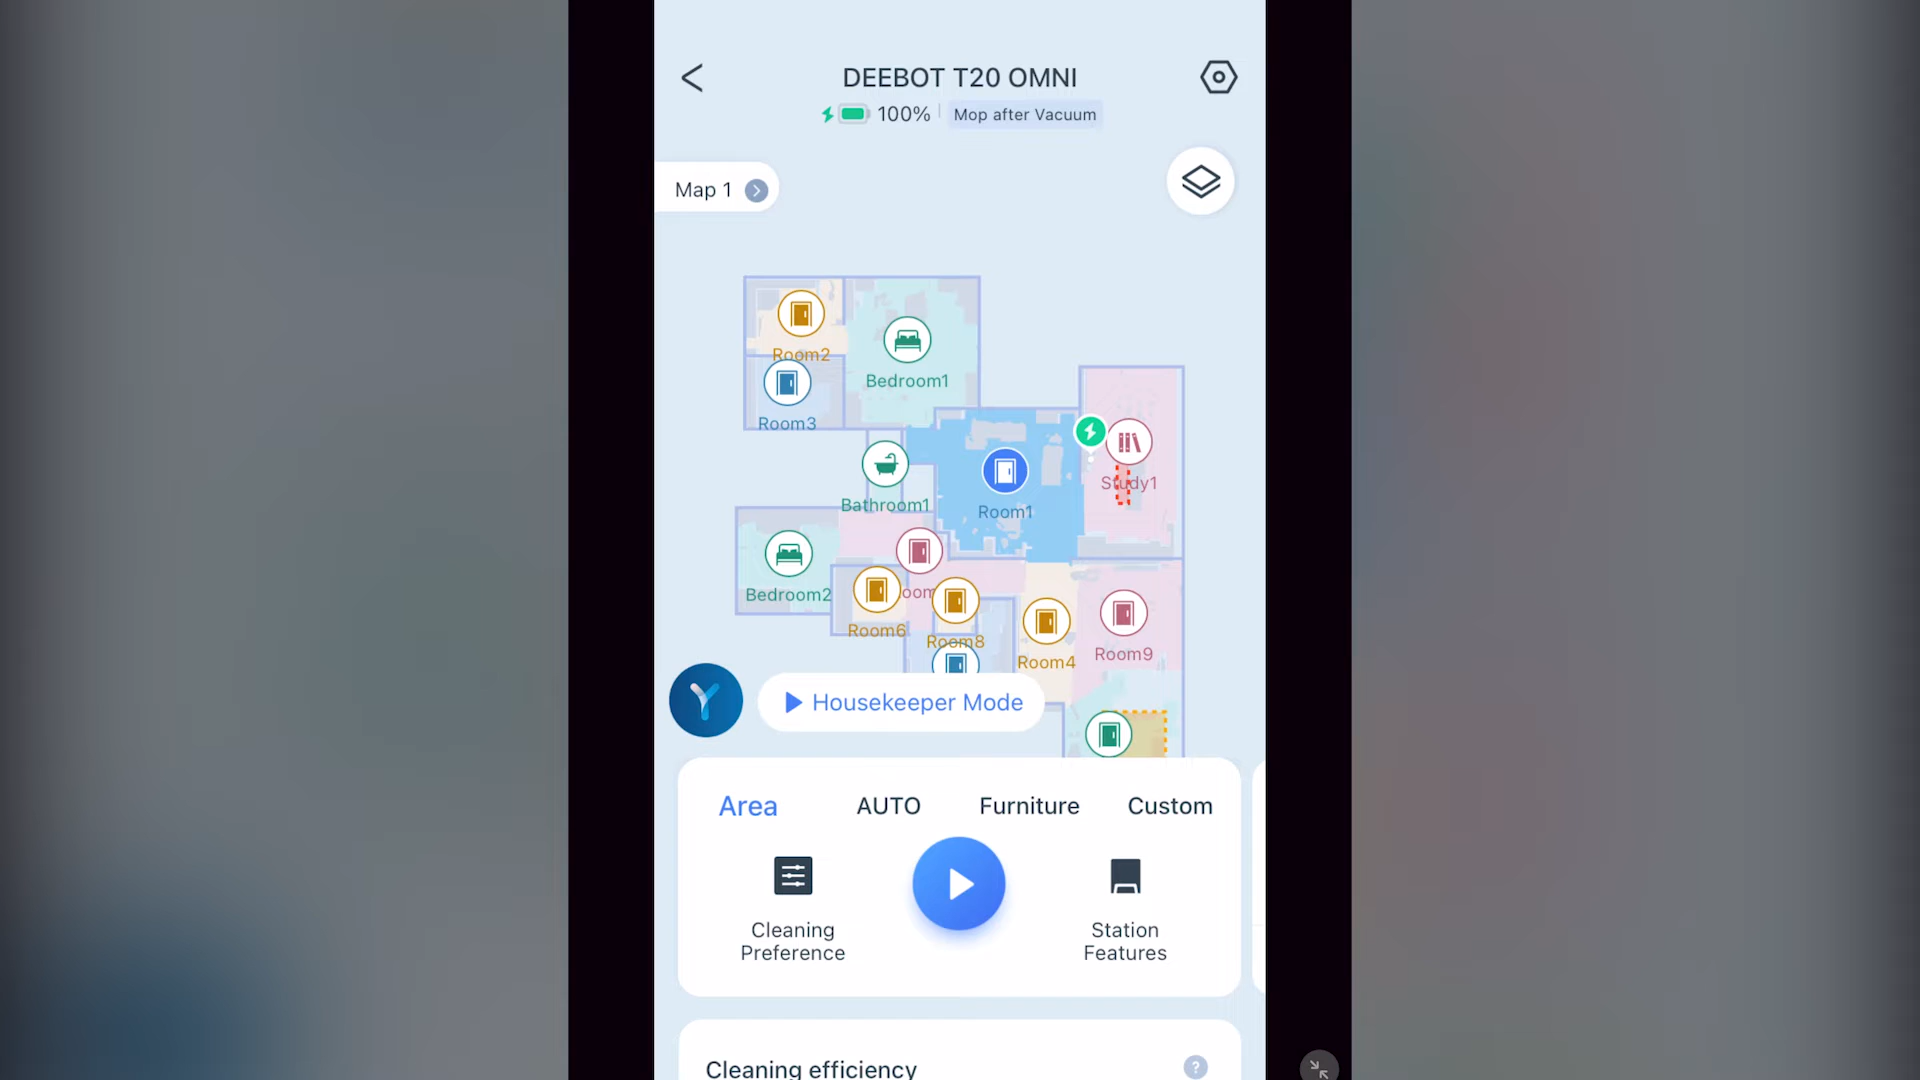 DEEBOT T20 OMNI
100% Mop after Vacuum
Map 1
Room2
Bedroom1
Room3
Bathroom1
Room1
Study1
Bedroom2
Room6
Room8
Room4
Room9
Housekeeper Mode
Area AUTO Furniture Custom
Cleaning
Preference
Station
Features
Cleaning efficiency ?